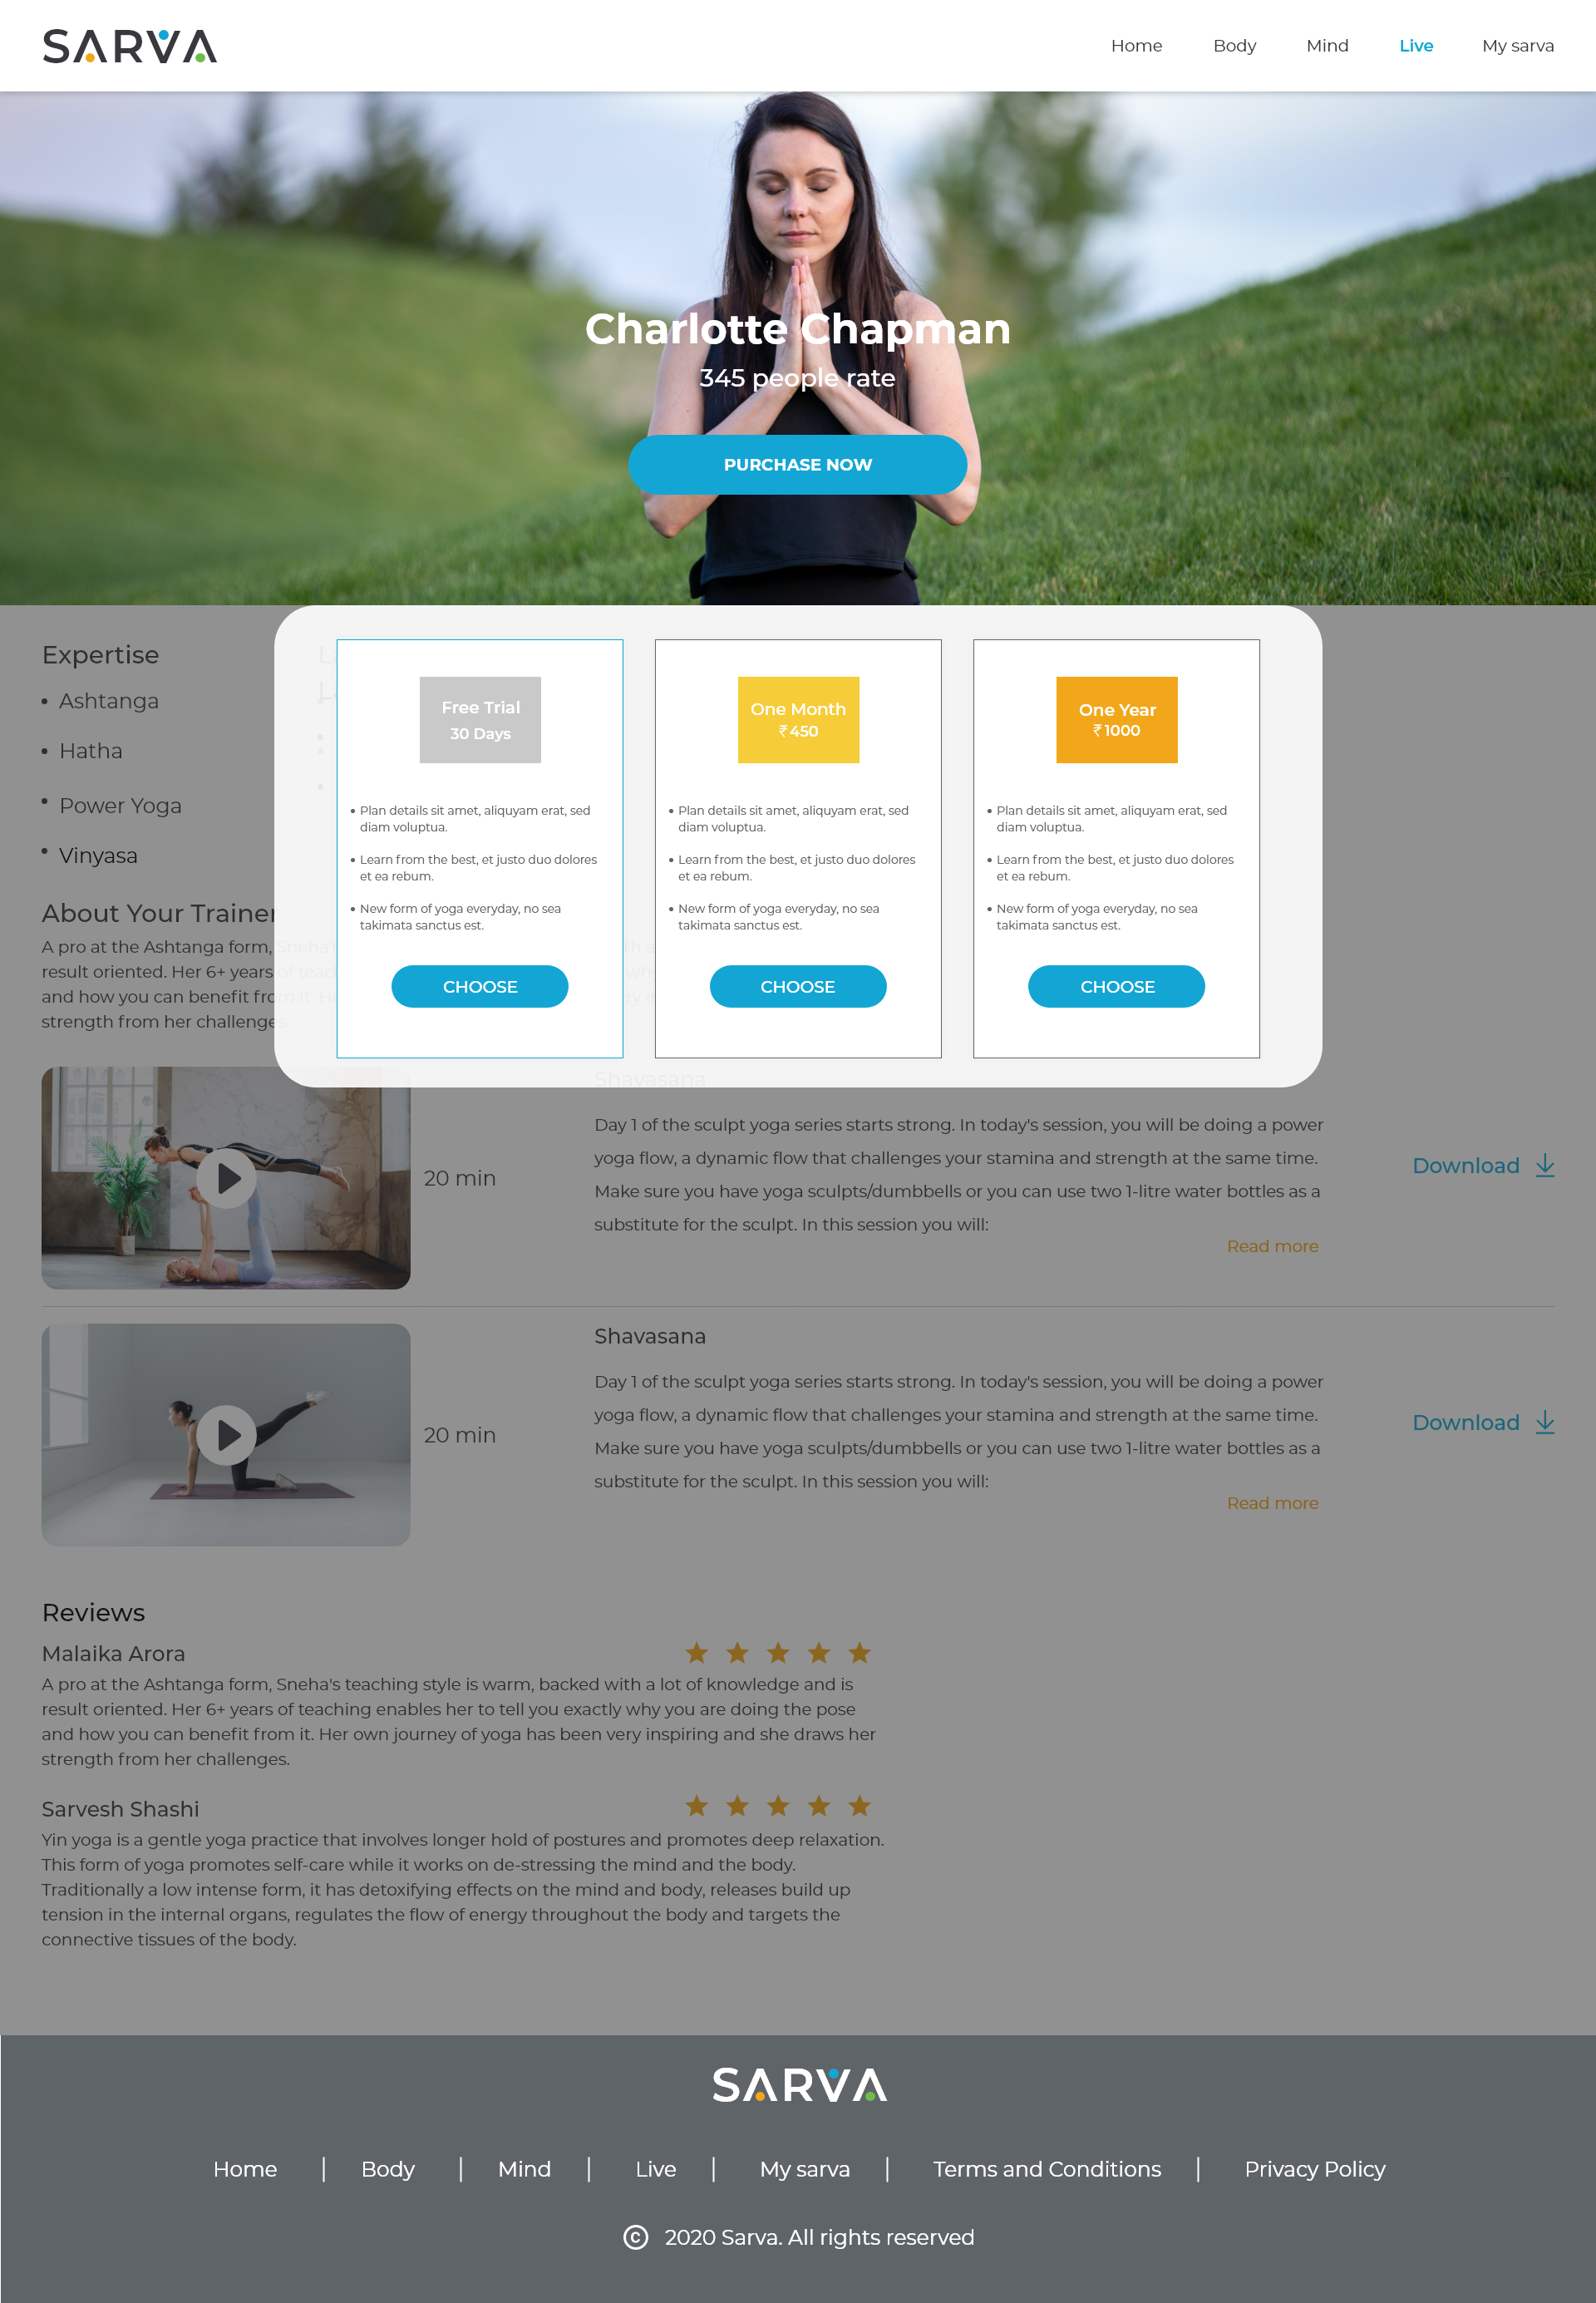 SARVA
Home
Body
Mind
Live
My sarva
Charlotte Chapman
345 people rate
PURCHASE NOW
Expertise
• Ashtanga
• Hatha
• Power Yoga
• Vinyasa
Free Trial
30 Days
• Plan details sit amet, aliquyam erat, sed
diam voluptua.
• Learn from the best, et justo duo dolores
et ea rebum.
• New form of yoga everyday, no sea
takimata sanctus est.
CHOOSE
One Month
₹450
• Plan details sit amet, aliquyam erat, sed
diam voluptua.
• Learn from the best, et justo duo dolores
et ea rebum.
• New form of yoga everyday, no sea
takimata sanctus est.
CHOOSE
One Year
₹1000
• Plan details sit amet, aliquyam erat, sed
diam voluptua.
• Learn from the best, et justo duo dolores
et ea rebum.
• New form of yoga everyday, no sea
takimata sanctus est.
CHOOSE
About Your Trainer
A pro at the Ashtanga form, Sneha's
result oriented. Her 6+ years of teach
and how you can benefit from it. He
strength from her challenges
20 min
Shavasana
Day 1 of the sculpt yoga series starts strong. In today's session, you will be doing a power
yoga flow, a dynamic flow that challenges your stamina and strength at the same time.
Make sure you have yoga sculpts/dumbbells or you can use two 1-litre water bottles as a
substitute for the sculpt. In this session you will:
Read more
Download
20 min
Shavasana
Day 1 of the sculpt yoga series starts strong. In today's session, you will be doing a power
yoga flow, a dynamic flow that challenges your stamina and strength at the same time.
Make sure you have yoga sculpts/dumbbells or you can use two 1-litre water bottles as a
substitute for the sculpt. In this session you will:
Read more
Download
Reviews
Malaika Arora
A pro at the Ashtanga form, Sneha's teaching style is warm, backed with a lot of knowledge and is
result oriented. Her 6+ years of teaching enables her to tell you exactly why you are doing the pose
and how you can benefit from it. Her own journey of yoga has been very inspiring and she draws her
strength from her challenges.
Sarvesh Shashi
Yin yoga is a gentle yoga practice that involves longer hold of postures and promotes deep relaxation.
This form of yoga promotes self-care while it works on de-stressing the mind and the body.
Traditionally a low intense form, it has detoxifying effects on the mind and body, releases build up
tension in the internal organs, regulates the flow of energy throughout the body and targets the
connective tissues of the body.
SARVA
Home | Body | Mind | Live | My sarva | Terms and Conditions | Privacy Policy
© 2020 Sarva. All rights reserved